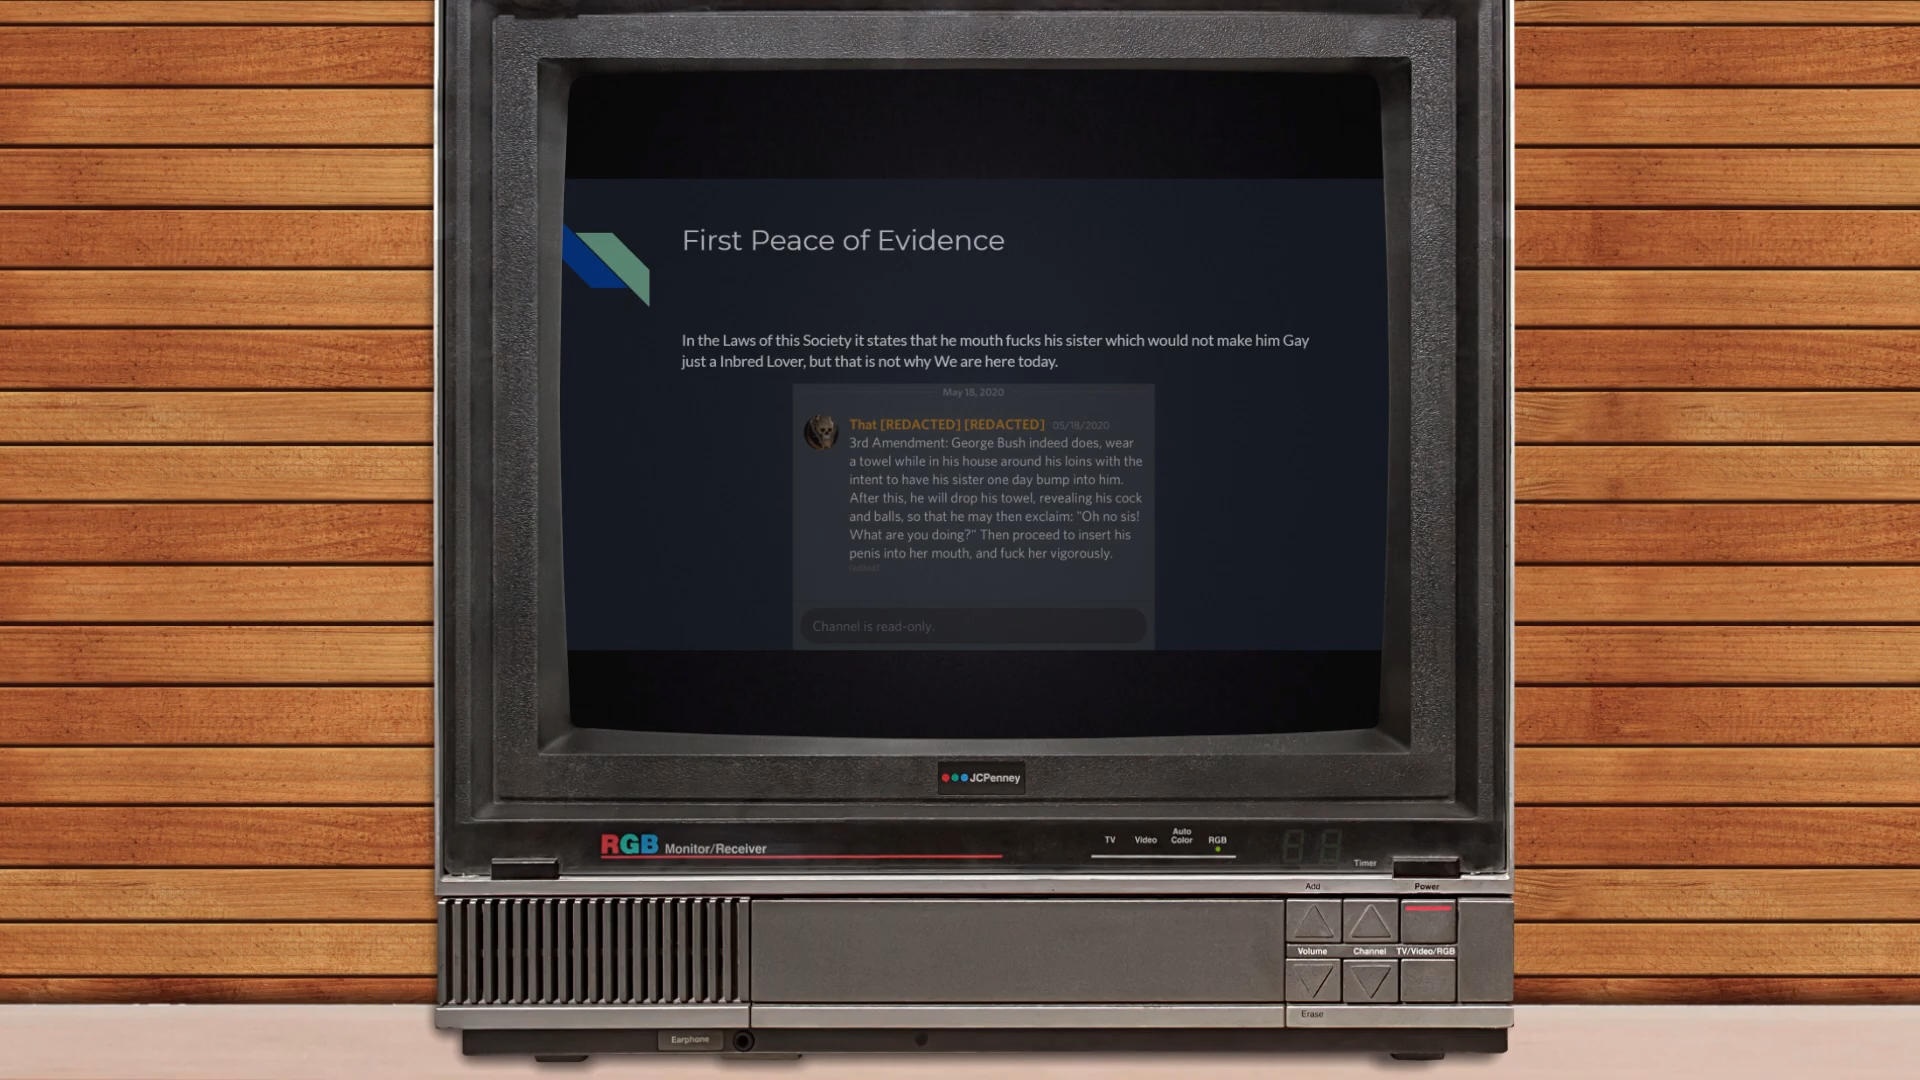 First Peace of Evidence
In the Laws of this Society it states that he mouth fucks his sister which would not make him Gay
just a Inbred Lover, but that is not why We are here today.
May 18, 2020
That [REDACTED] [REDACTED] 05/18/2020
3rd Amendment: George Bush indeed does, wear
a towel while in his house around his loins with the
intent to have his sister one day bump into him.
After this, he will drop his towel, revealing his cock
and balls, so that he may then exclaim: "Oh no sis!
What are you doing?" Then proceed to insert his
penis into her mouth, and fuck her vigorously.
(edited)
Channel is read-only.
JCPenney
RGB Monitor/Receiver
TV Video Auto Color RGB
Timer
Add Power
Volume Channel TV/Video/RGB
Erase
Earphone